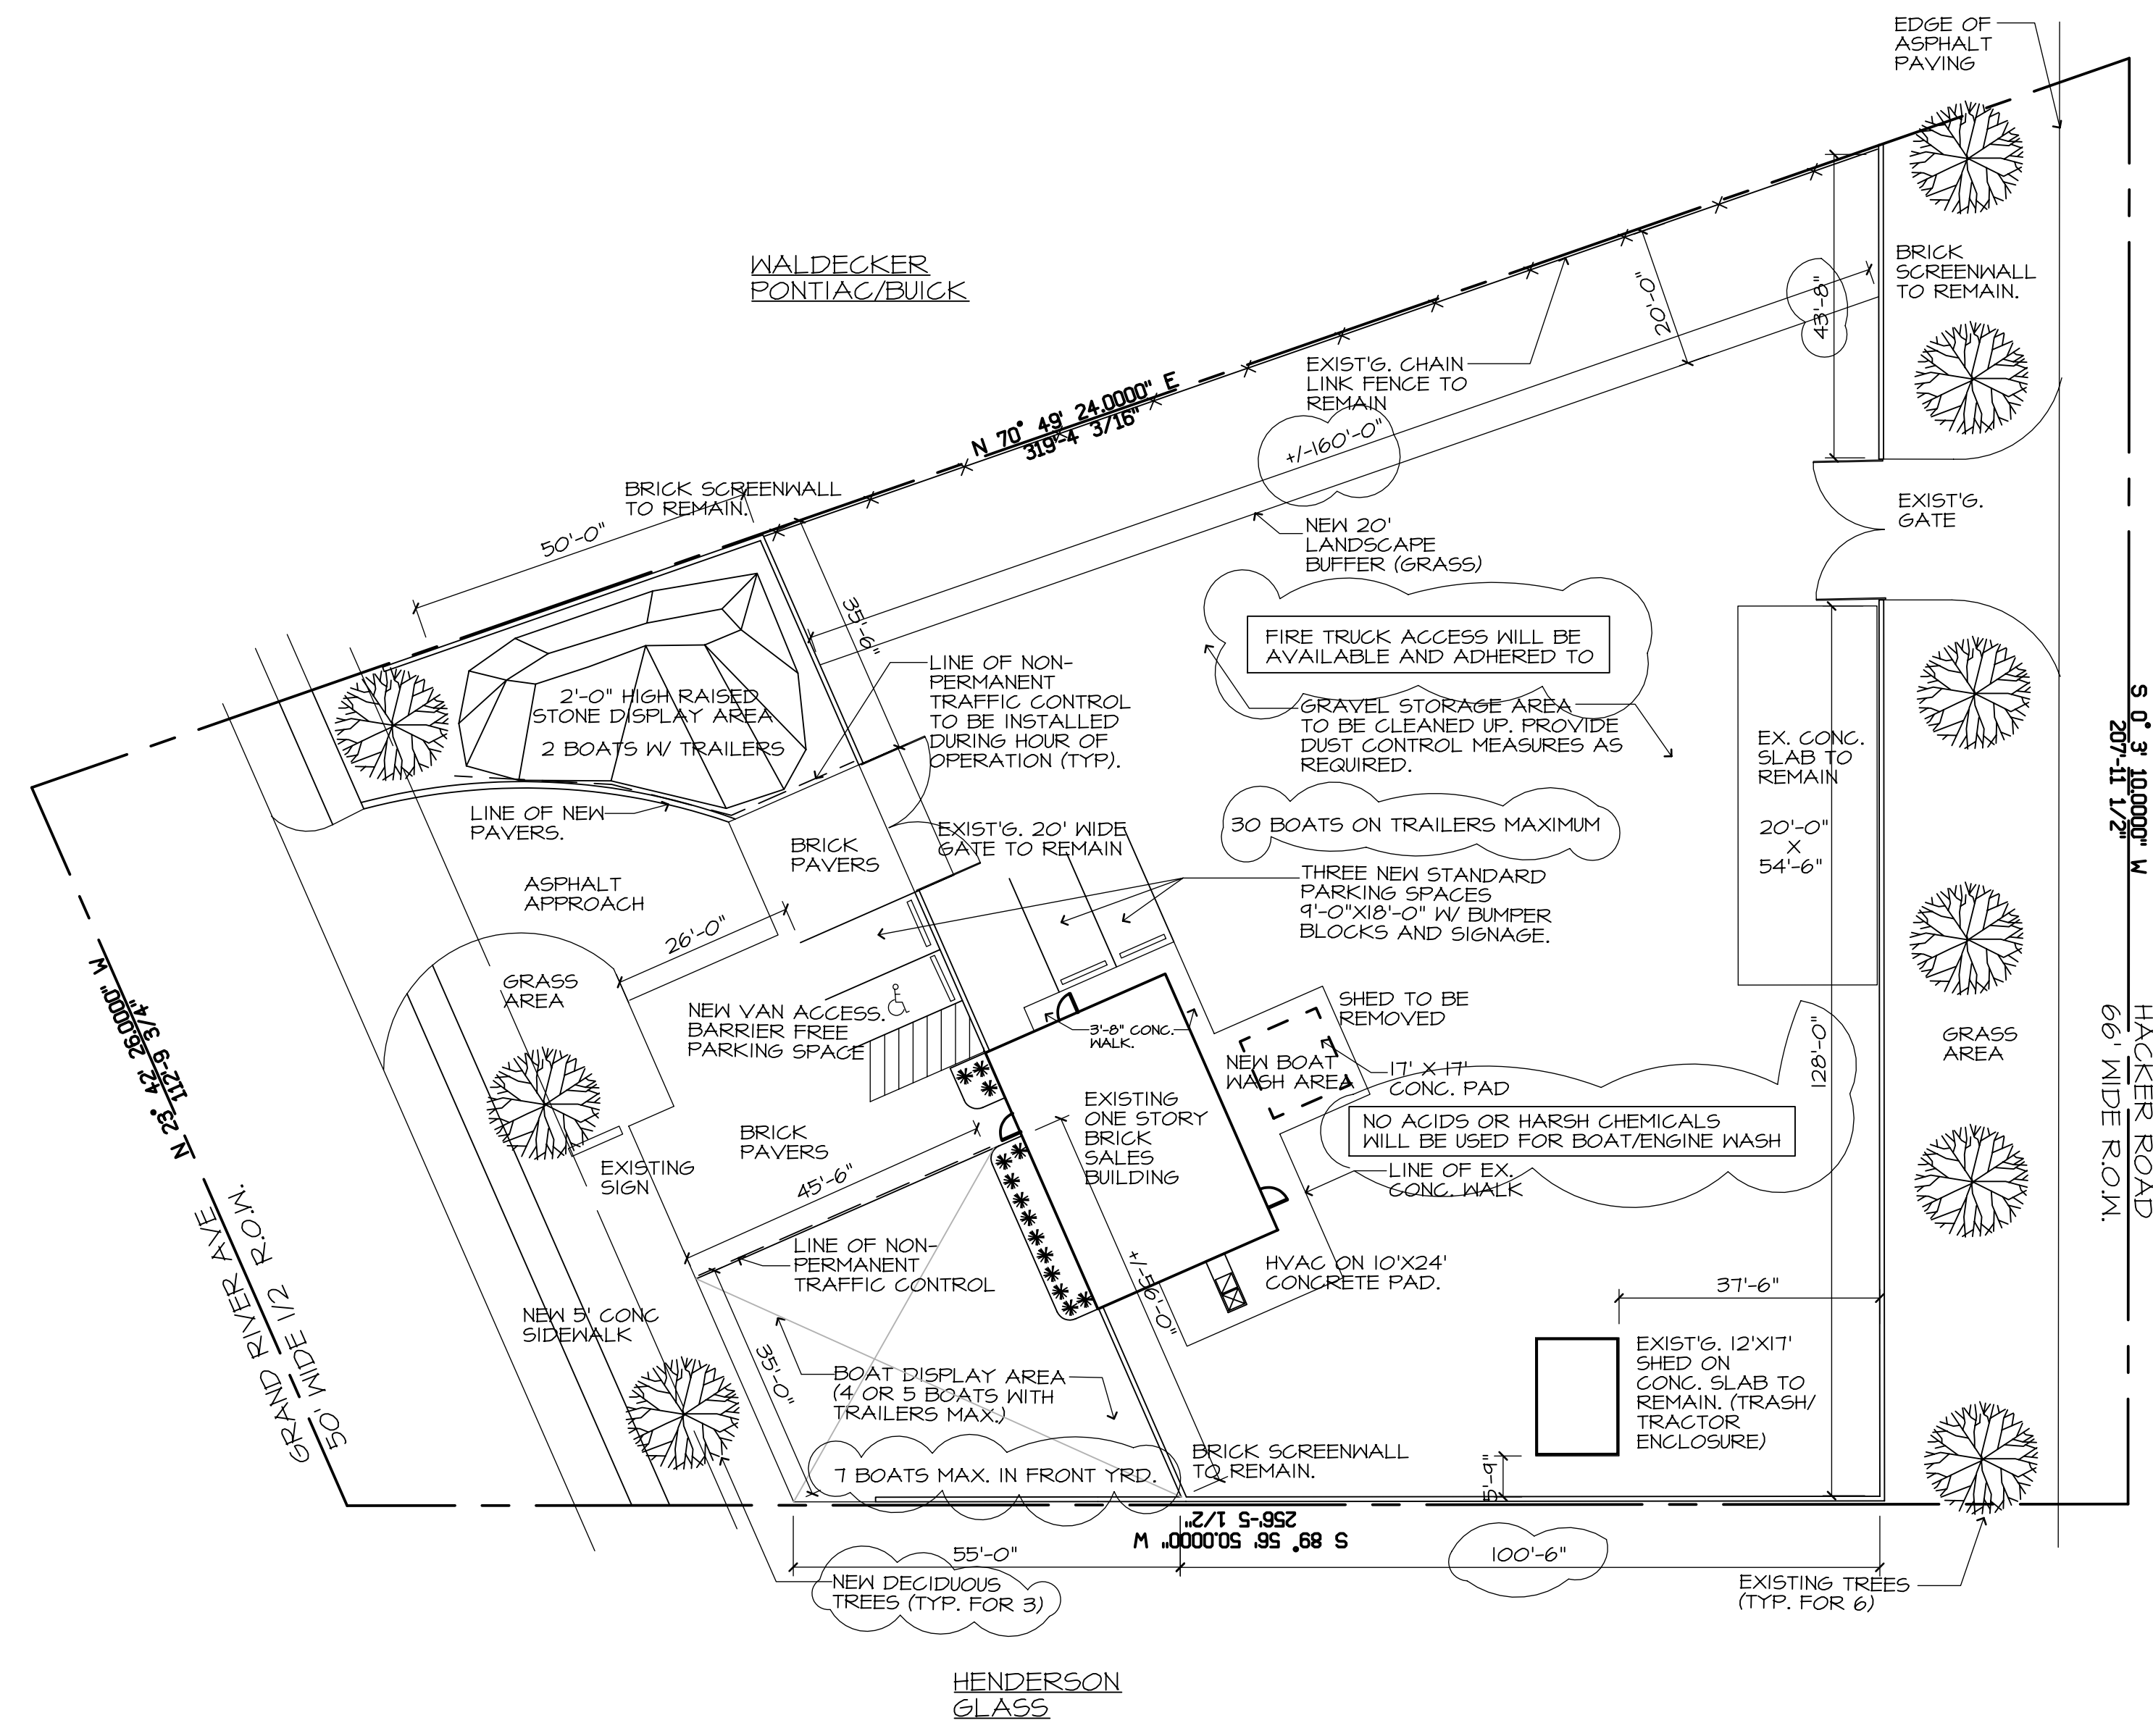 EDGE OF
ASPHALT
PAVING
WALDECKER
PONTIAC/BUICK
BRICK
SCREENWALL
TO REMAIN.
43'-8"
20'-0"
EXIST'G. CHAIN
LINK FENCE TO
REMAIN
N 70° 49' 24.0000" E
319'-4 3/16"
+/-160'-0"
BRICK SCREENWALL
TO REMAIN.
50'-0"
EXIST'G.
GATE
NEW 20'
LANDSCAPE
BUFFER (GRASS)
35'-6"
FIRE TRUCK ACCESS WILL BE
AVAILABLE AND ADHERED TO
LINE OF NON-
PERMANENT
TRAFFIC CONTROL
TO BE INSTALLED
DURING HOUR OF
OPERATION (TYP).
2'-0" HIGH RAISED
STONE DISPLAY AREA
2 BOATS W/ TRAILERS
GRAVEL STORAGE AREA
TO BE CLEANED UP. PROVIDE
DUST CONTROL MEASURES AS
REQUIRED.
EX. CONC.
SLAB TO
REMAIN
20'-0"
X
54'-6"
S 0° 3' 10.0000" W
207'-11 1/2"
LINE OF NEW
PAVERS.
30 BOATS ON TRAILERS MAXIMUM
EXIST'G. 20' WIDE
GATE TO REMAIN
BRICK
PAVERS
ASPHALT
APPROACH
THREE NEW STANDARD
PARKING SPACES
9'-0"X18'-0" W/ BUMPER
BLOCKS AND SIGNAGE.
26'-0"
GRASS
AREA
N 23° 42' 26.0000" W
112'-9 3/4"
NEW VAN ACCESS.
BARRIER FREE
PARKING SPACE
3'-8" CONC.
WALK.
SHED TO BE
REMOVED
NEW BOAT
WASH AREA
17' X 17'
CONC. PAD
128'-0"
GRASS
AREA
HACKER ROAD
66' WIDE R.O.W.
NO ACIDS OR HARSH CHEMICALS
WILL BE USED FOR BOAT/ENGINE WASH
EXISTING
ONE STORY
BRICK
SALES
BUILDING
BRICK
PAVERS
EXISTING
SIGN
45'-6"
LINE OF EX.
CONC. WALK
GRAND RIVER AVE.
50' WIDE 1/2 R.O.W.
LINE OF NON-
PERMANENT
TRAFFIC CONTROL
+/-56'-0"
HVAC ON 10'X24'
CONCRETE PAD.
37'-6"
NEW 5' CONC
SIDEWALK
35'-0"
BOAT DISPLAY AREA
(4 OR 5 BOATS WITH
TRAILERS MAX.)
EXIST'G. 12'X17'
SHED ON
CONC. SLAB TO
REMAIN. (TRASH/
TRACTOR
ENCLOSURE)
5'-9"
BRICK SCREENWALL
TO REMAIN.
7 BOATS MAX. IN FRONT YRD.
S 89° 56' 50.0000" W
256'-5 1/2"
55'-0"
100'-6"
NEW DECIDUOUS
TREES (TYP. FOR 3)
EXISTING TREES
(TYP. FOR 6)
HENDERSON
GLASS